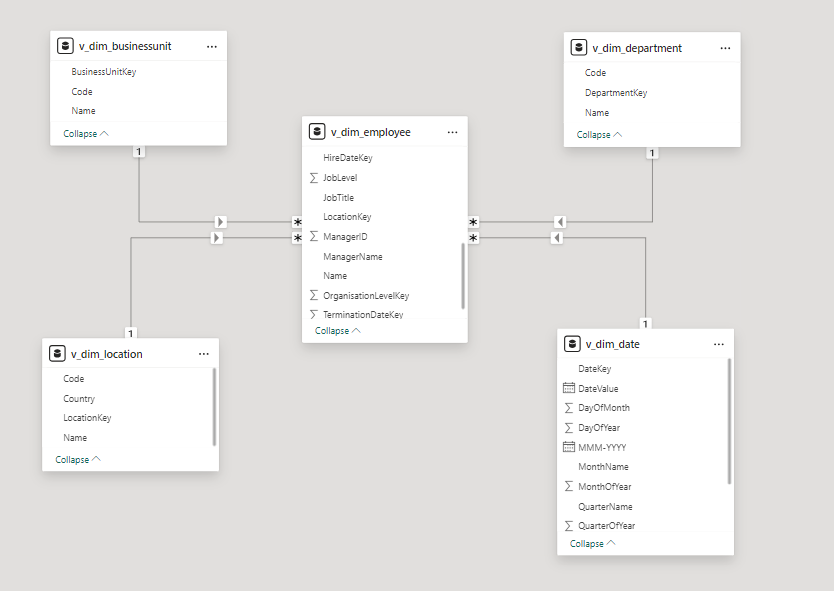 v_dim_businessunit ...
BusinessUnitKey
Code
Name
Collapse
1
v_dim_department ...
Code
DepartmentKey
Name
Collapse
1
v_dim_employee ...
HireDateKey
∑ JobLevel
JobTitle
LocationKey
∑ ManagerID
ManagerName
Name
∑ OrganisationLevelKey
∑ TerminationDateKey
Collapse
* *
* *
1
v_dim_location ...
Code
Country
LocationKey
Name
Collapse
1
v_dim_date ...
DateKey
DateValue
∑ DayOfMonth
∑ DayOfYear
MMM-YYYY
MonthName
∑ MonthOfYear
QuarterName
∑ QuarterOfYear
Collapse